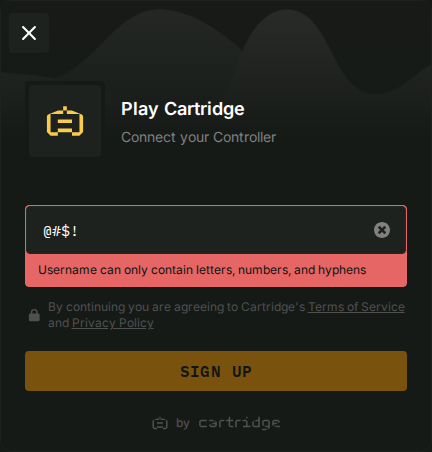 Play Cartridge
Connect your Controller
@#$!
Username can only contain letters, numbers, and hyphens
By continuing you are agreeing to Cartridge's Terms of Service
and Privacy Policy
SIGN UP
by cartridge